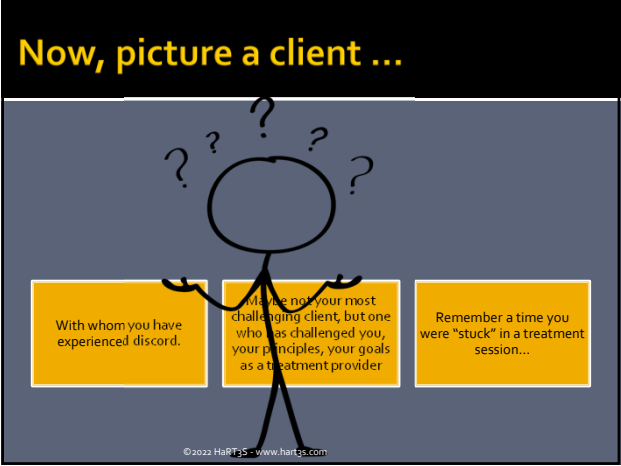 Now, picture a client ...
? ? ? ? ?
With whom you have
experienced discord.
Maybe not your most
challenging client, but one
who has challenged you,
your principles, your goals
as a treatment provider
Remember a time you
were “stuck” in a treatment
session...
©2022 HaRT3S - www.hart3s.com